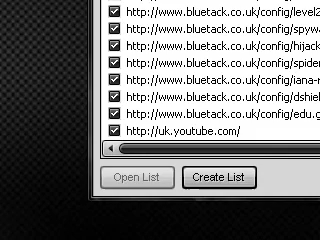 http://www.bluetack.co.uk/config/level2
http://www.bluetack.co.uk/config/spywa
http://www.bluetack.co.uk/config/hijack
http://www.bluetack.co.uk/config/spider
http://www.bluetack.co.uk/config/iana-r
http://www.bluetack.co.uk/config/dshiel
http://www.bluetack.co.uk/config/edu.g
http://uk.youtube.com/
Open List
Create List